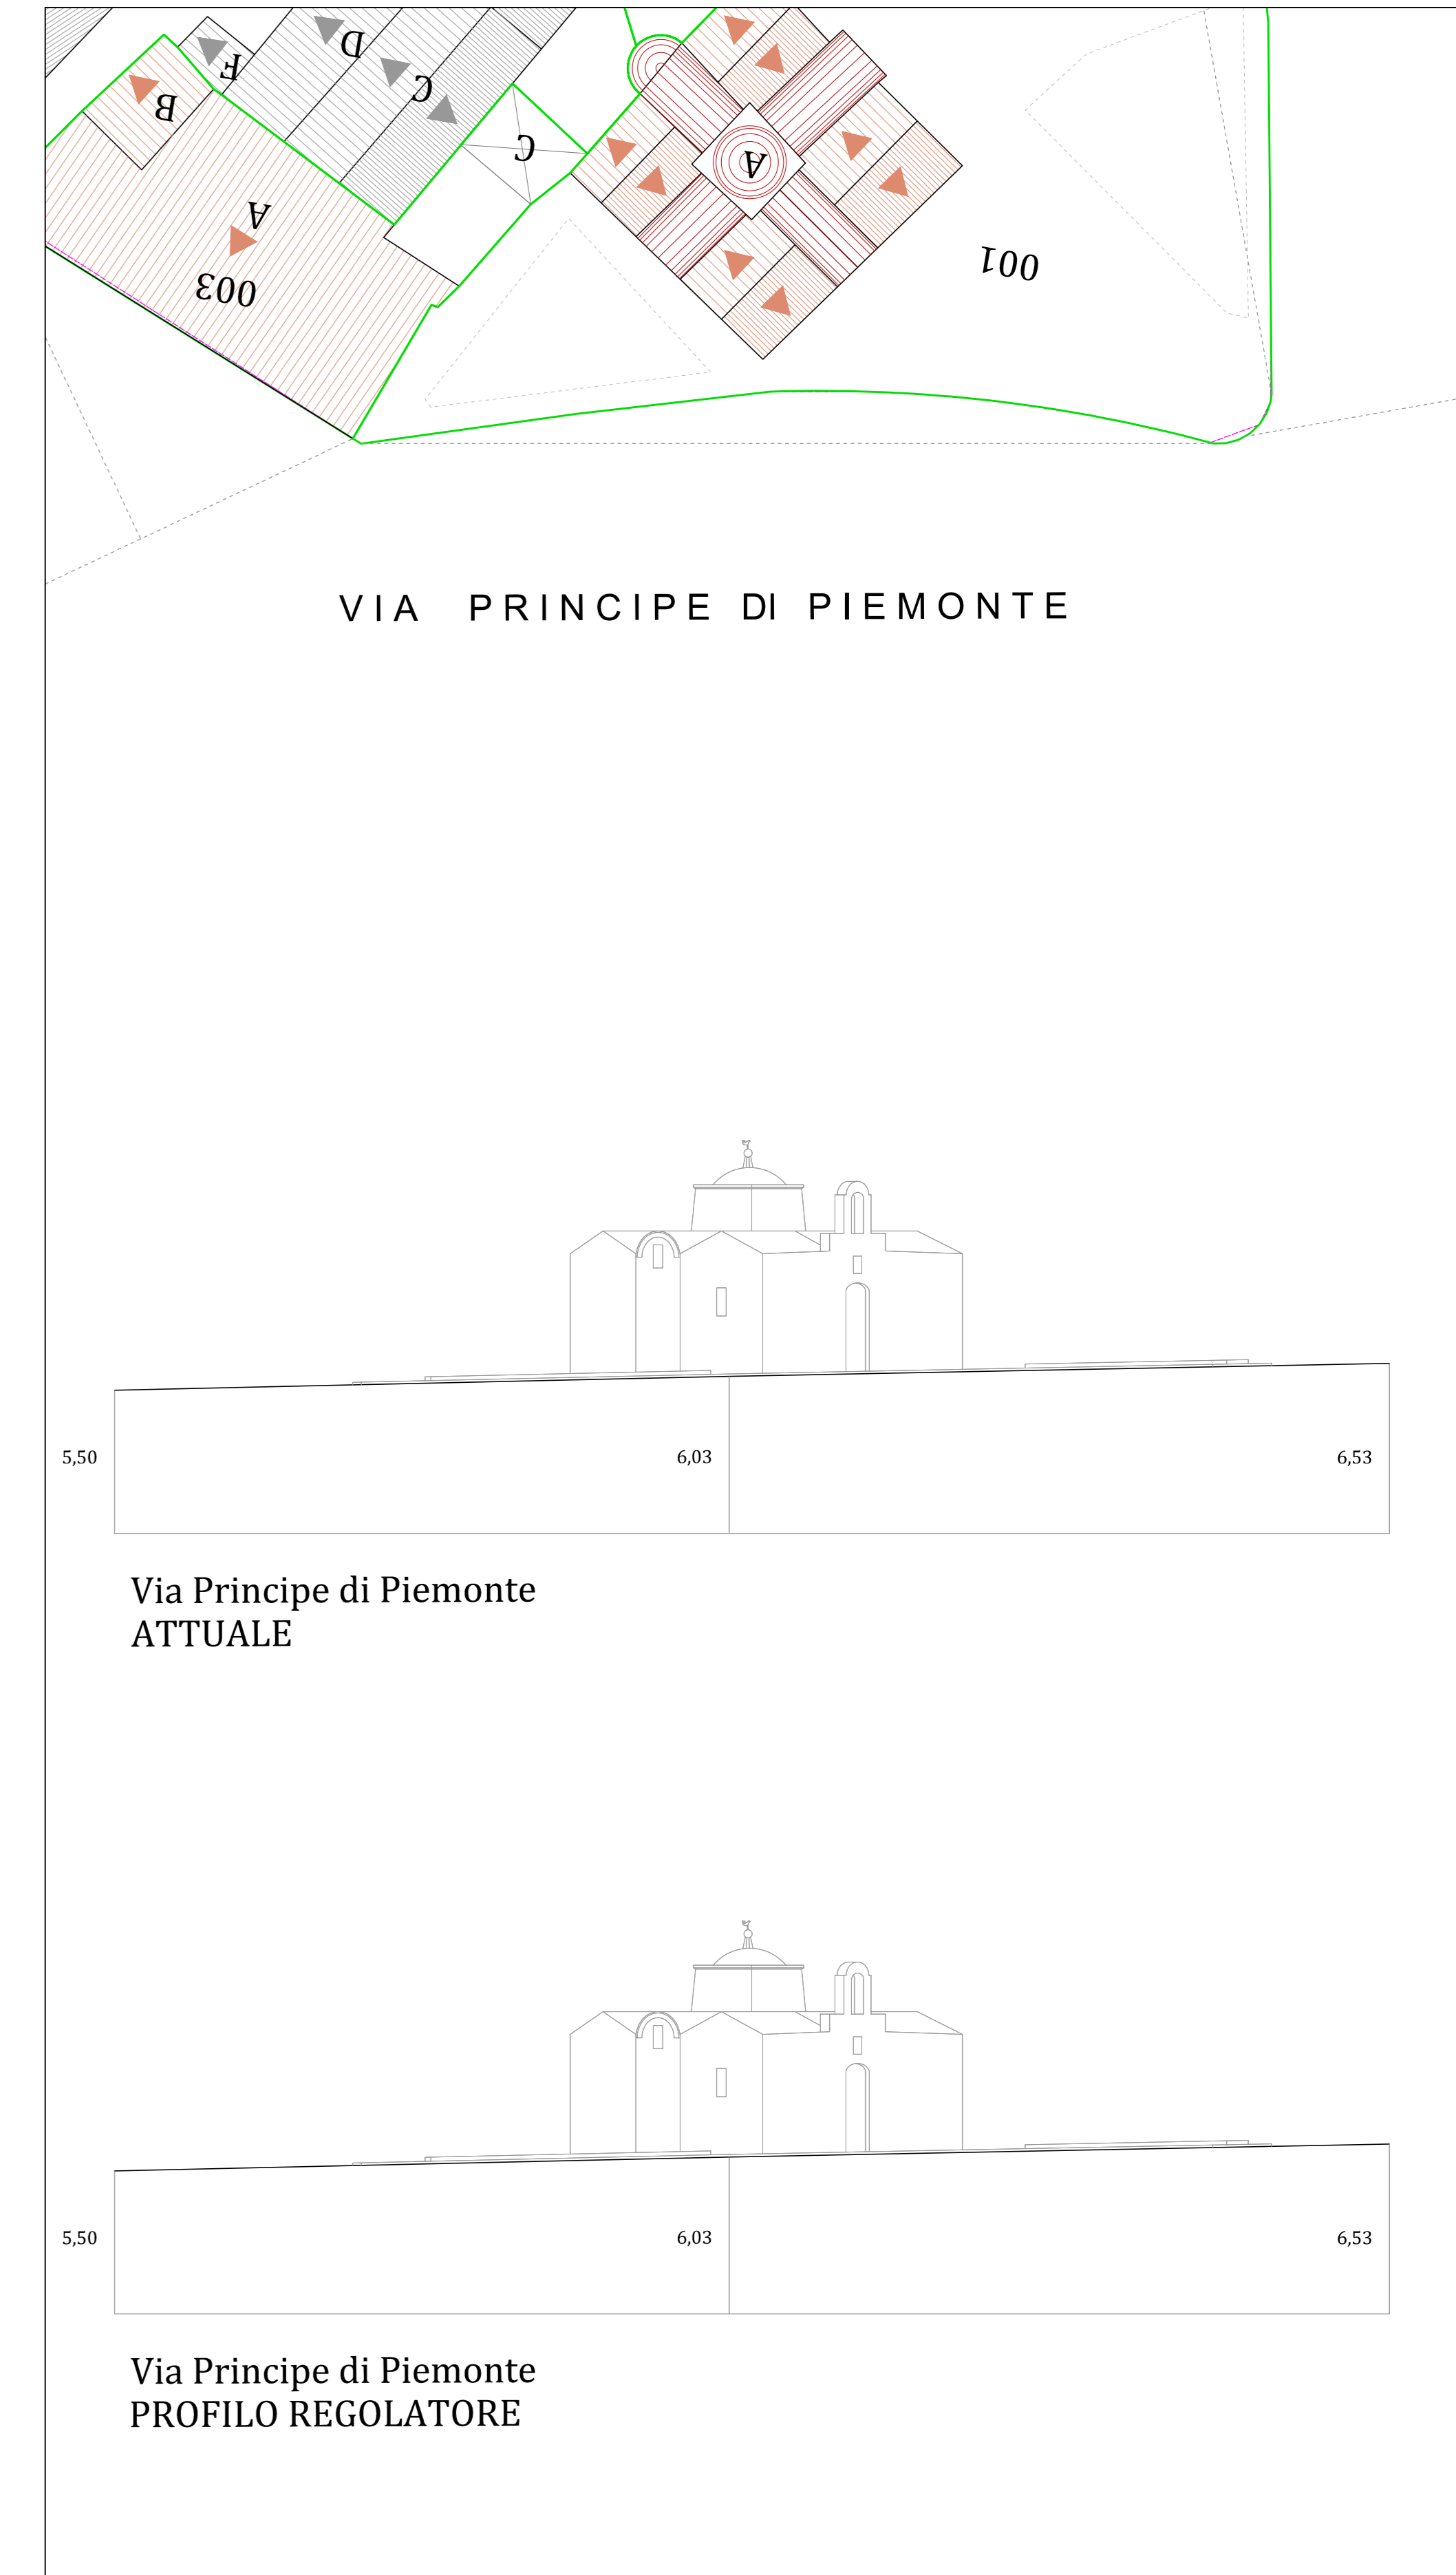 D
F
C
B
C
A
A
001
003
VIA PRINCIPE DI PIEMONTE
5,50 6,03 6,53
Via Principe di Piemonte
ATTUALE
5,50 6,03 6,53
Via Principe di Piemonte
PROFILO REGOLATORE